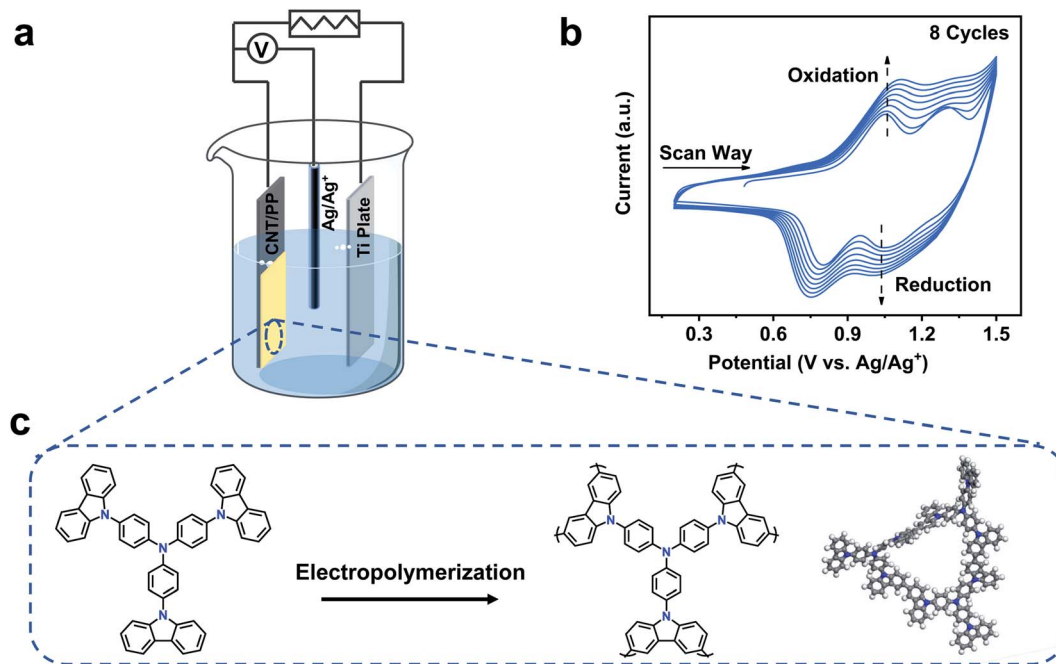 a
V
CNT/PP
Ag/Ag⁺
Ti Plate
b
8 Cycles
Oxidation
Scan Way
Reduction
Current (a.u.)
0.3 0.6 0.9 1.2 1.5
Potential (V vs. Ag/Ag⁺)
c
N N
N
N
Electropolymerization
N N
N
N